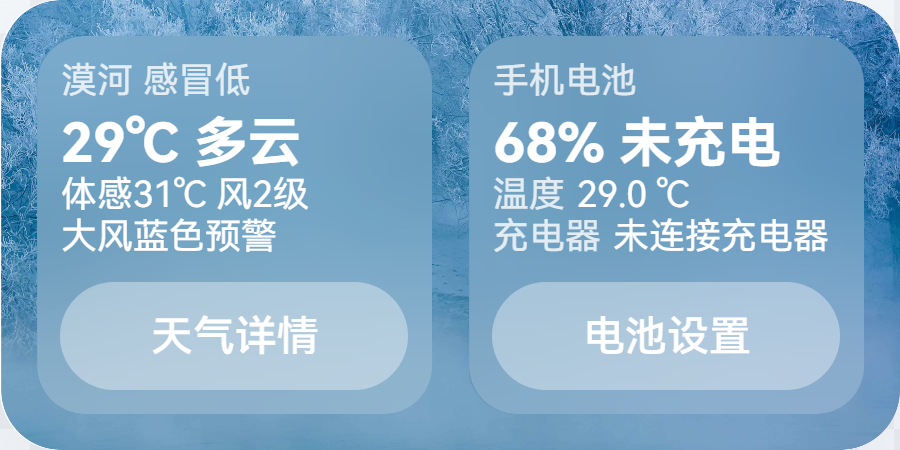 漠河 感冒低
29℃ 多云
体感31℃ 风2级
大风蓝色预警
天气详情
手机电池
68% 未充电
温度 29.0 ℃
充电器 未连接充电器
电池设置